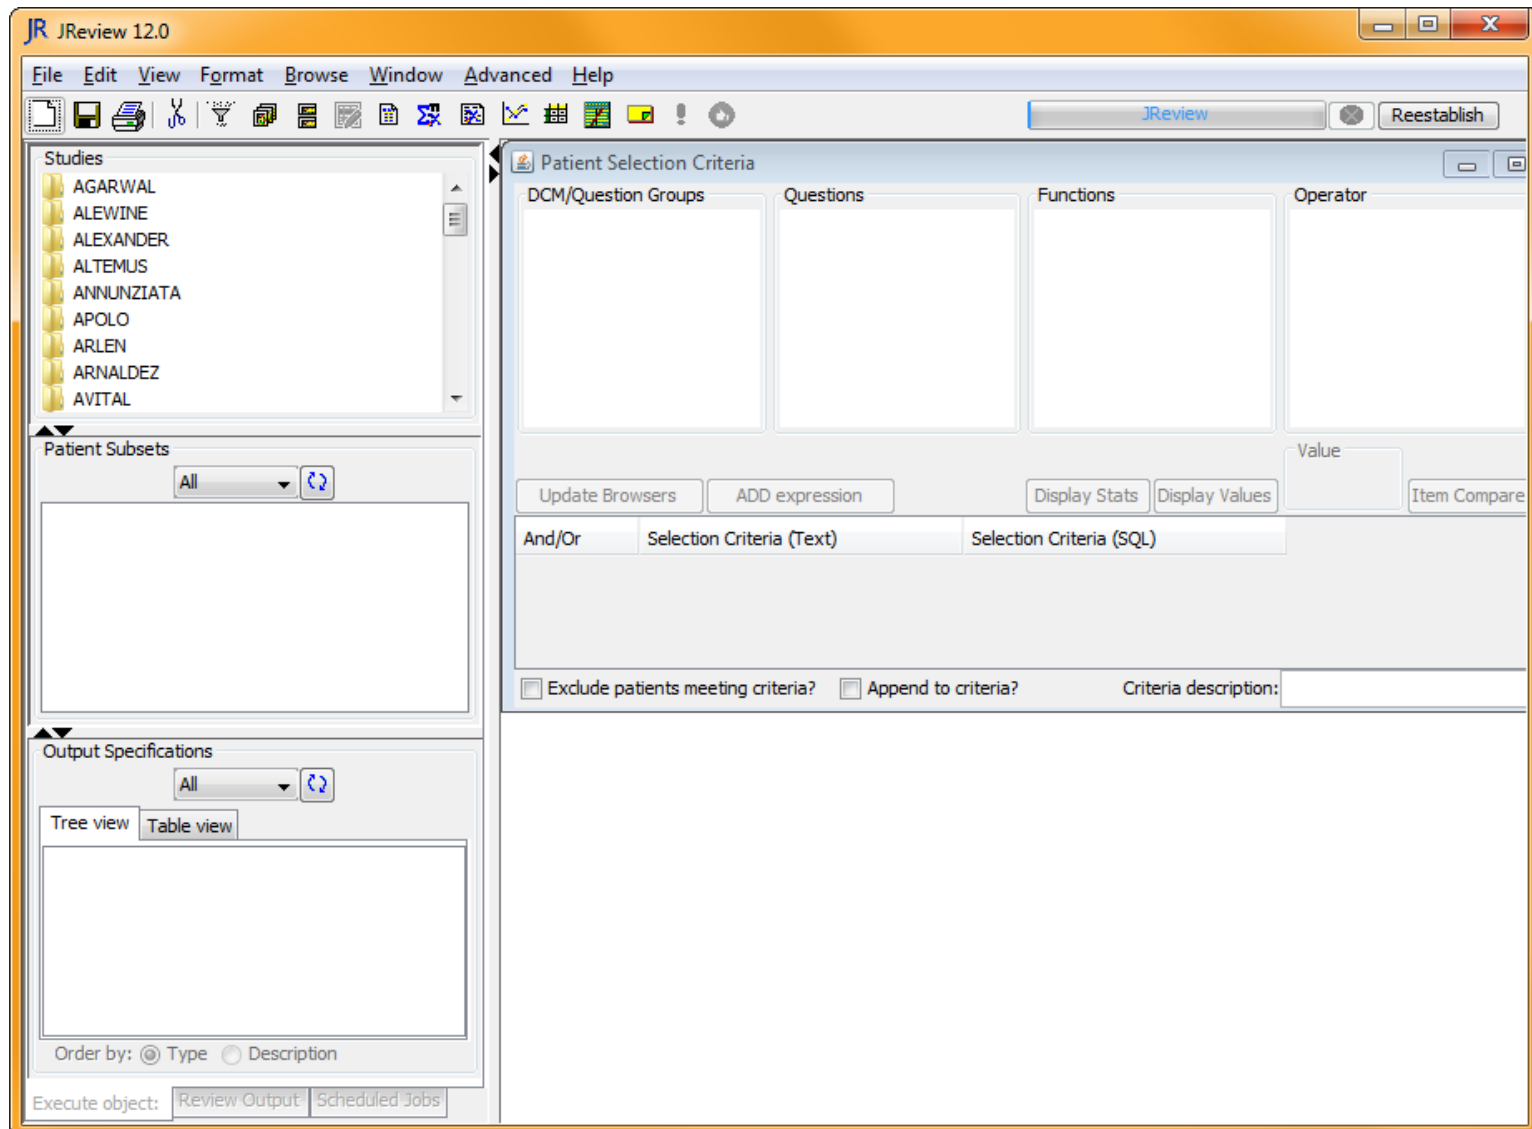 JR JReview 12.0
File Edit View Format Browse Window Advanced Help
JReview Reestablish
Studies
AGARWAL
ALEWINE
ALEXANDER
ALTEMUS
ANNUNZIATA
APOLO
ARLEN
ARNALDEZ
AVITAL
Patient Subsets
All
Output Specifications
All
Tree view Table view
Order by: Type Description
Execute object: Review Output Scheduled Jobs
Patient Selection Criteria
DCM/Question Groups Questions Functions Operator
Value
Update Browsers ADD expression Display Stats Display Values Item Compare
And/Or Selection Criteria (Text) Selection Criteria (SQL)
Exclude patients meeting criteria? Append to criteria? Criteria description: